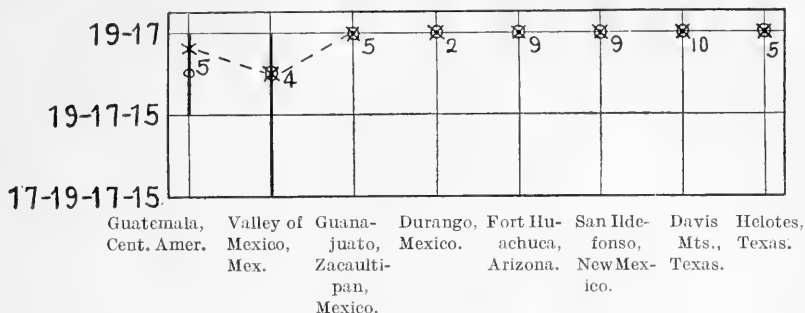 19-17
19-17-15
17-19-17-15
5
4
5
2
9
9
10
5
Guatemala,
Cent. Amer.
Valley of
Mexico,
Mex.
Guana-
juato,
Zacaulti-
pan,
Mexico.
Durango,
Mexico.
Fort Hu-
achuca,
Arizona.
San Ilde-
fonso,
New Mex-
ico.
Davis
Mts.,
Texas.
Helotes,
Texas.